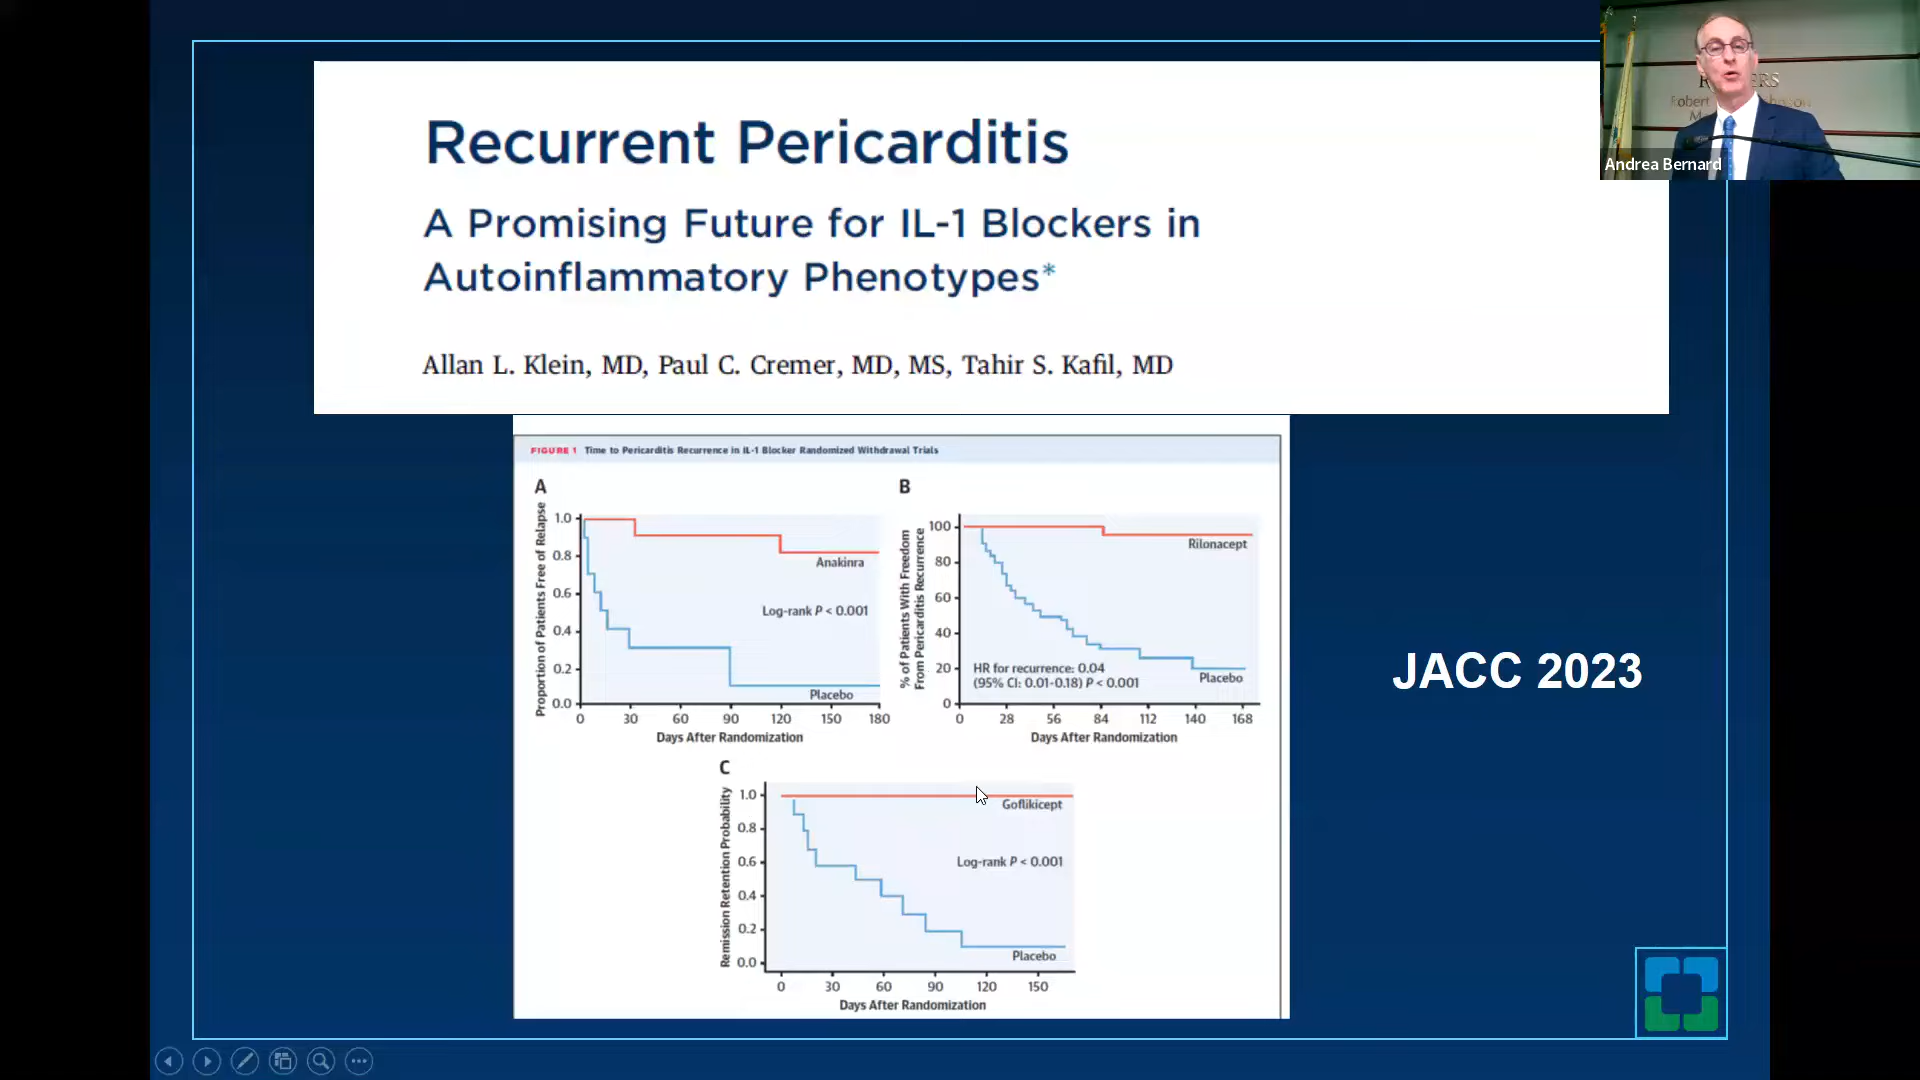 Recurrent Pericarditis
A Promising Future for IL-1 Blockers in
Autoinflammatory Phenotypes*
Allan L. Klein, MD, Paul C. Cremer, MD, MS, Tahir S. Kafil, MD
Andrea Bernard
FIGURE 1 Time to Pericarditis Recurrence in IL-1 Blocker Randomized Withdrawal Trials
A
Proportion of Patients Free of Relapse
1.0
0.8
0.6
0.4
0.2
0.0
Anakinra
Log-rank P < 0.001
Placebo
0 30 60 90 120 150 180
Days After Randomization
B
% of Patients With Freedom
From Pericarditis Recurrence
100
80
60
40
20
0
Rilonacept
HR for recurrence: 0.04
(95% CI: 0.01-0.18) P < 0.001
Placebo
0 28 56 84 112 140 168
Days After Randomization
C
Remission Retention Probability
1.0
0.8
0.6
0.4
0.2
0.0
Goflikicept
Log-rank P < 0.001
Placebo
0 30 60 90 120 150
Days After Randomization
JACC 2023